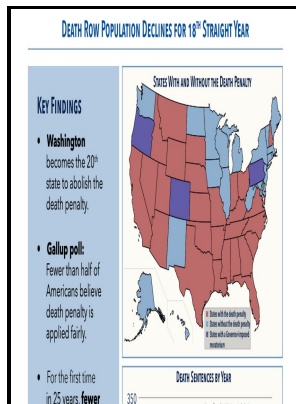 DEATH ROW POPULATION DECLINES FOR 18TH STRAIGHT YEAR
KEY FINDINGS
• Washington
becomes the 20th
state to abolish the
death penalty.
• Gallup poll:
Fewer than half of
Americans believe
death penalty is
applied fairly.
• For the first time
in 25 years, fewer
STATES WITH AND WITHOUT THE DEATH PENALTY
States with the death penalty
States without the death penalty
States with a Governor-imposed
moratorium
DEATH SENTENCES BY YEAR
350